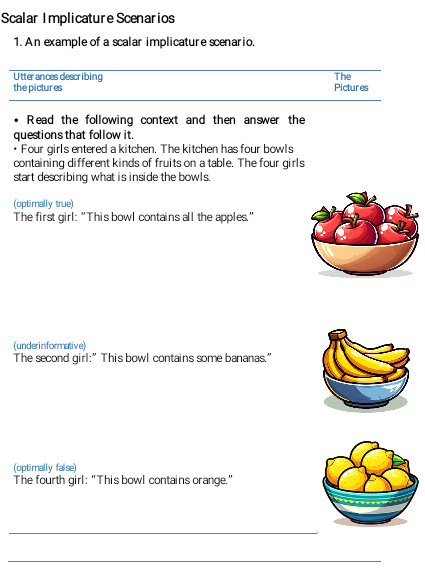 Scalar Implicature Scenarios
1. An example of a scalar implicature scenario.
Utterances describing
the pictures
The
Pictures
• Read the following context and then answer the
questions that follow it.
• Four girls entered a kitchen. The kitchen has four bowls
containing different kinds of fruits on a table. The four girls
start describing what is inside the bowls.
(optimally true)
The first girl: “This bowl contains all the apples.”
(underinformative)
The second girl:” This bowl contains some bananas.”
(optimally false)
The fourth girl: “This bowl contains orange.”